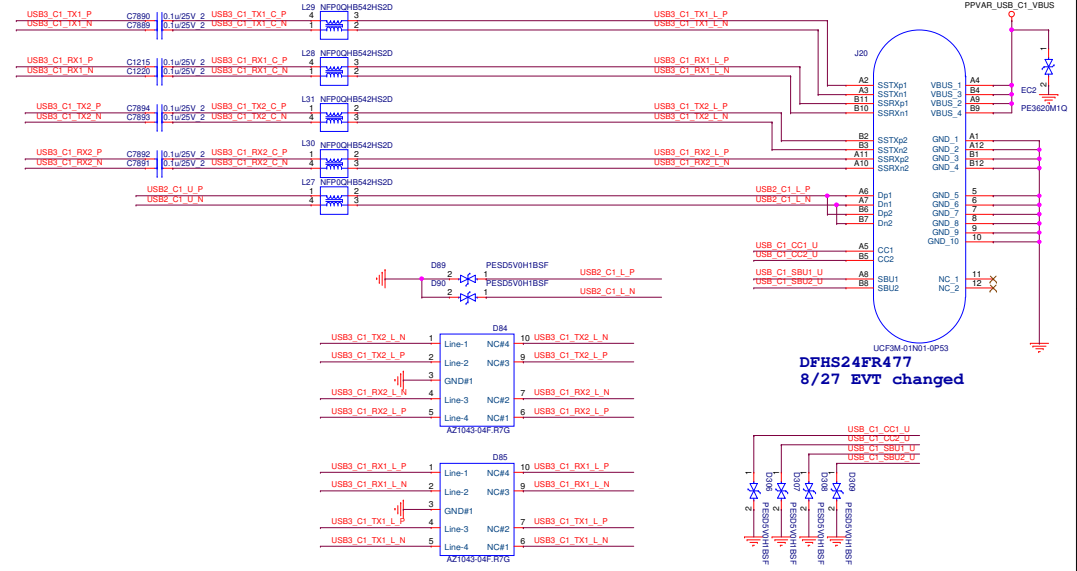 PPVAR_USB_C1_VBUS
L29 NFP0QHB542HS2D
USB3_C1_TX1_P C7890 0.1u/25V_2 USB3_C1_TX1_C_P 4 3 USB3_C1_TX1_L_P
USB3_C1_TX1_N C7889 0.1u/25V_2 USB3_C1_TX1_C_N 1 2 USB3_C1_TX1_L_N
L28 NFP0QHB542HS2D
USB3_C1_RX1_P C1215 0.1u/25V_2 USB3_C1_RX1_C_P 4 3 USB3_C1_RX1_L_P
USB3_C1_RX1_N C1220 0.1u/25V_2 USB3_C1_RX1_C_N 1 2 USB3_C1_RX1_L_N
L31 NFP0QHB542HS2D
USB3_C1_TX2_P C7894 0.1u/25V_2 USB3_C1_TX2_C_P 1 2 USB3_C1_TX2_L_P
USB3_C1_TX2_N C7893 0.1u/25V_2 USB3_C1_TX2_C_N 4 3 USB3_C1_TX2_L_N
L30 NFP0QHB542HS2D
USB3_C1_RX2_P C7892 0.1u/25V_2 USB3_C1_RX2_C_P 1 2 USB3_C1_RX2_L_P
USB3_C1_RX2_N C7891 0.1u/25V_2 USB3_C1_RX2_C_N 4 3 USB3_C1_RX2_L_N
L27 NFP0QHB542HS2D
USB2_C1_U_P 1 2 USB2_C1_L_P
USB2_C1_U_N 4 3 USB2_C1_L_N
J20
A2 SSTXp1 VBUS_1 A4
A3 SSTXn1 VBUS_3 B4
B11 SSRXp1 VBUS_2 A9
B10 SSRXn1 VBUS_4 B9
B2 SSTXp2 GND_1 A1
B3 SSTXn2 GND_2 A12
A11 SSRXp2 GND_3 B1
A10 SSRXn2 GND_4 B12
A6 Dp1 GND_5 5
A7 Dn1 GND_6 6
B6 Dp2 GND_7 7
B7 Dn2 GND_8 8
GND_9 9
GND_10 10
USB_C1_CC1_U A5 CC1
USB_C1_CC2_U B5 CC2
USB_C1_SBU1_U A8 SBU1 NC_1 11
USB_C1_SBU2_U B8 SBU2 NC_2 12
UCF3M-01N01-0P53
1
2
EC2
PE3620M1Q
DFHS24FR477
8/27 EVT changed
D89 2 1 PESD5V0H1BSF USB2_C1_L_P
D90 2 1 PESD5V0H1BSF USB2_C1_L_N
D84
USB3_C1_TX2_L_N 1 Line-1 NC#4 10 USB3_C1_TX2_L_N
USB3_C1_TX2_L_P 2 Line-2 NC#3 9 USB3_C1_TX2_L_P
3 GND#1
USB3_C1_RX2_L_N 4 Line-3 NC#2 7 USB3_C1_RX2_L_N
USB3_C1_RX2_L_P 5 Line-4 NC#1 6 USB3_C1_RX2_L_P
AZ1043-04F.R7G
D85
USB3_C1_RX1_L_P 1 Line-1 NC#4 10 USB3_C1_RX1_L_P
USB3_C1_RX1_L_N 2 Line-2 NC#3 9 USB3_C1_RX1_L_N
3 GND#1
USB3_C1_TX1_L_P 4 Line-3 NC#2 7 USB3_C1_TX1_L_P
USB3_C1_TX1_L_N 5 Line-4 NC#1 6 USB3_C1_TX1_L_N
AZ1043-04F.R7G
USB_C1_CC1_U
USB_C1_CC2_U
USB_C1_SBU1_U
USB_C1_SBU2_U
1 2 D306 PESD5V0H1BSF
1 2 D307 PESD5V0H1BSF
1 2 D308 PESD5V0H1BSF
1 2 D309 PESD5V0H1BSF